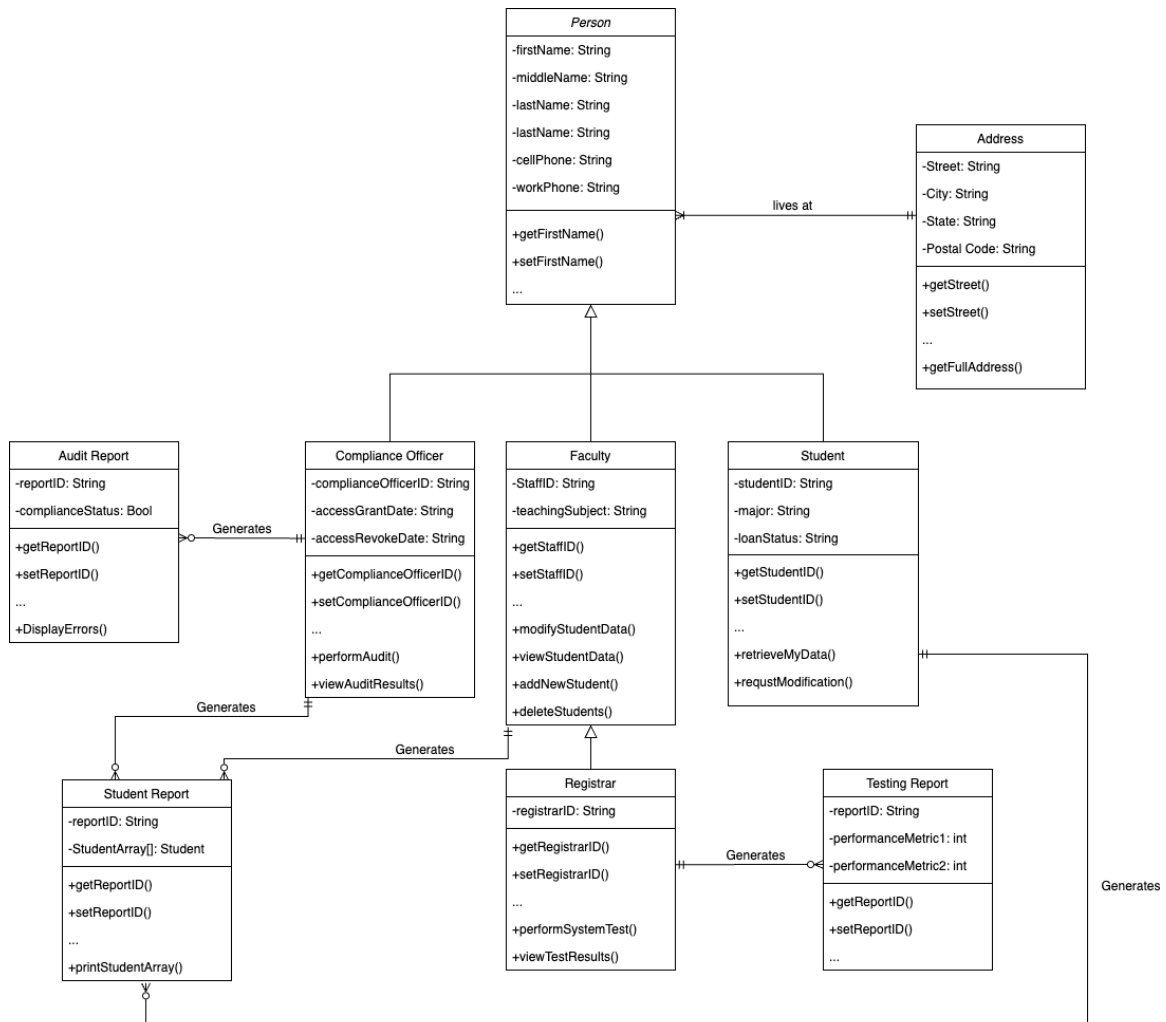 Person
-firstName: String
-middleName: String
-lastName: String
-lastName: String
-cellPhone: String
-workPhone: String
+getFirstName()
+setFirstName()
...
lives at
Address
-Street: String
-City: String
-State: String
-Postal Code: String
+getStreet()
+setStreet()
...
+getFullAddress()
Audit Report
-reportID: String
-complianceStatus: Bool
+getReportID()
+setReportID()
...
+DisplayErrors()
Generates
Compliance Officer
-complianceOfficerID: String
-accessGrantDate: String
-accessRevokeDate: String
+getComplianceOfficerID()
+setComplianceOfficerID()
...
+performAudit()
+viewAuditResults()
Faculty
-StaffID: String
-teachingSubject: String
+getStaffID()
+setStaffID()
...
+modifyStudentData()
+viewStudentData()
+addNewStudent()
+deleteStudents()
Student
-studentID: String
-major: String
-loanStatus: String
+getStudentID()
+setStudentID()
...
+retrieveMyData()
+requstModification()
Generates
Generates
Student Report
-reportID: String
-StudentArray[]: Student
+getReportID()
+setReportID()
...
+printStudentArray()
Registrar
-registrarID: String
+getRegistrarID()
+setRegistrarID()
...
+performSystemTest()
+viewTestResults()
Generates
Testing Report
-reportID: String
-performanceMetric1: int
-performanceMetric2: int
+getReportID()
+setReportID()
...
Generates